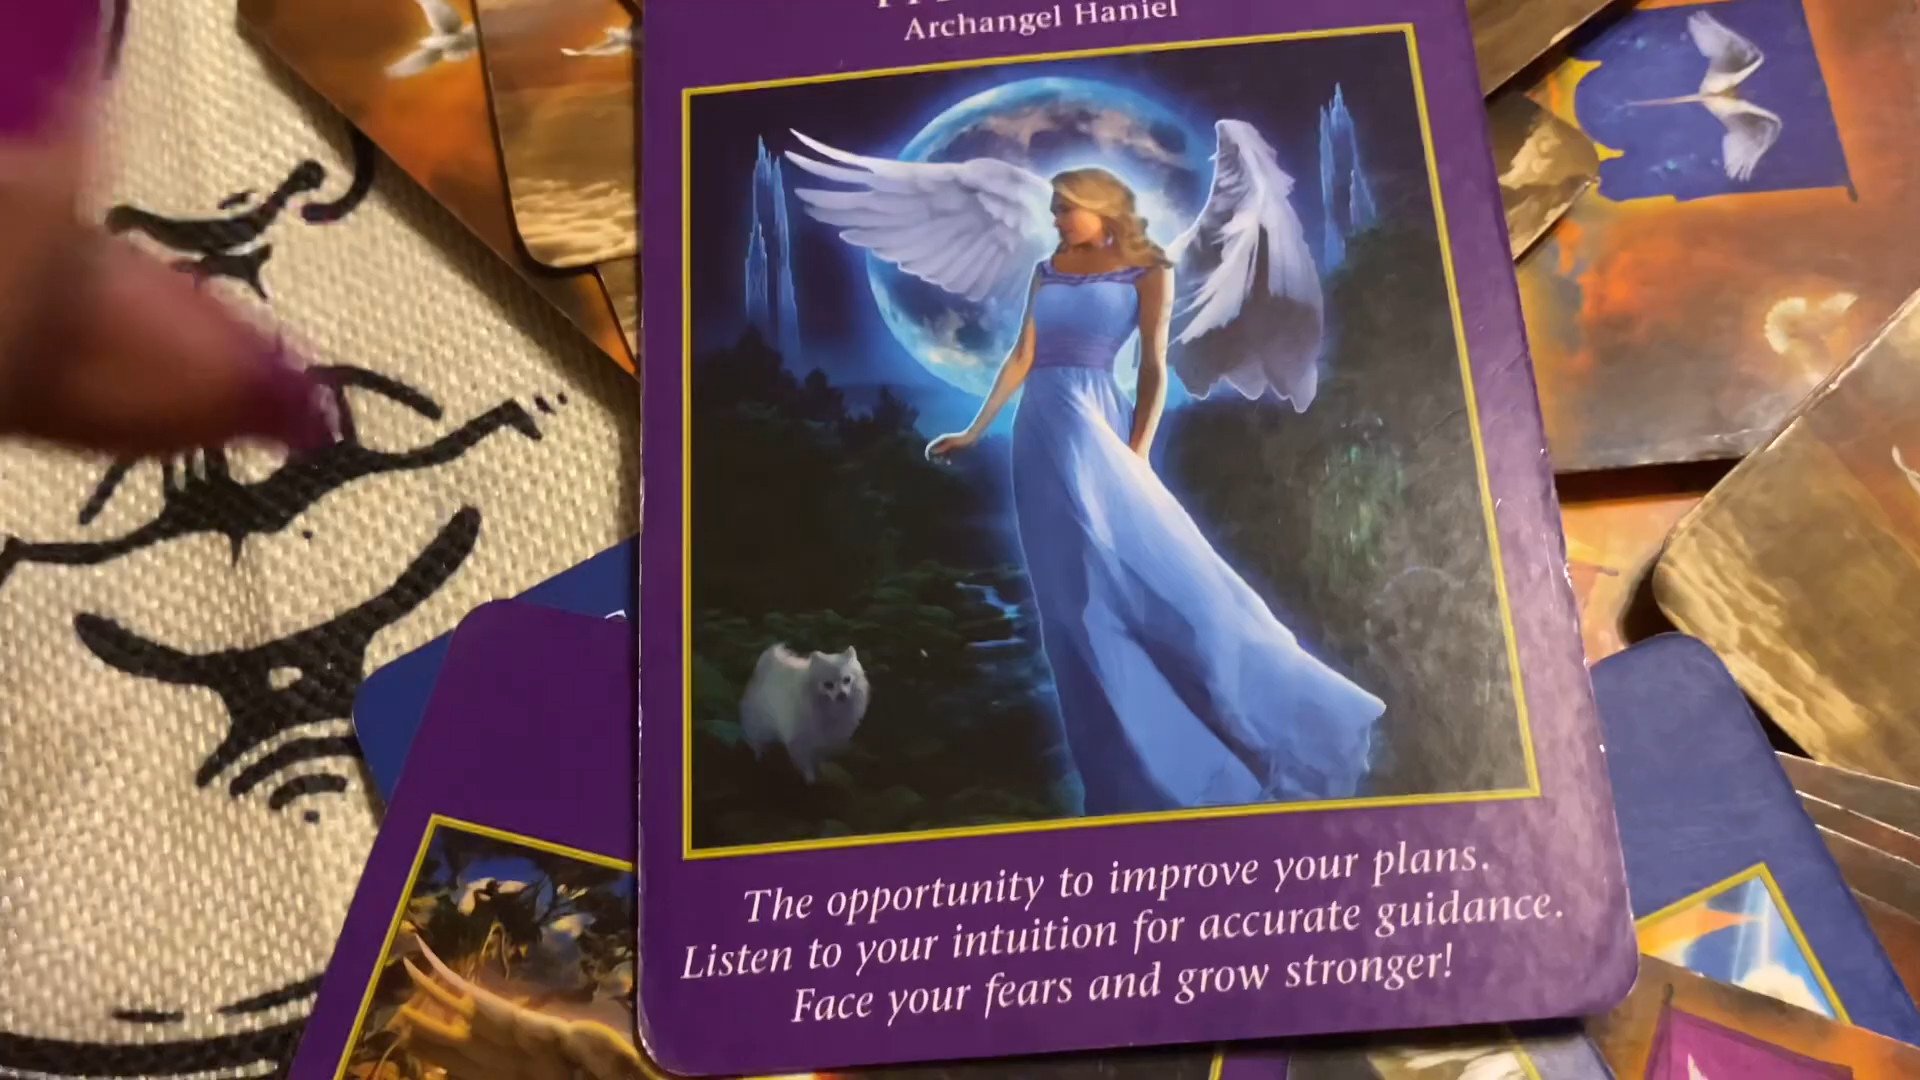 Archangel Haniel
The opportunity to improve your plans.
Listen to your intuition for accurate guidance.
Face your fears and grow stronger!